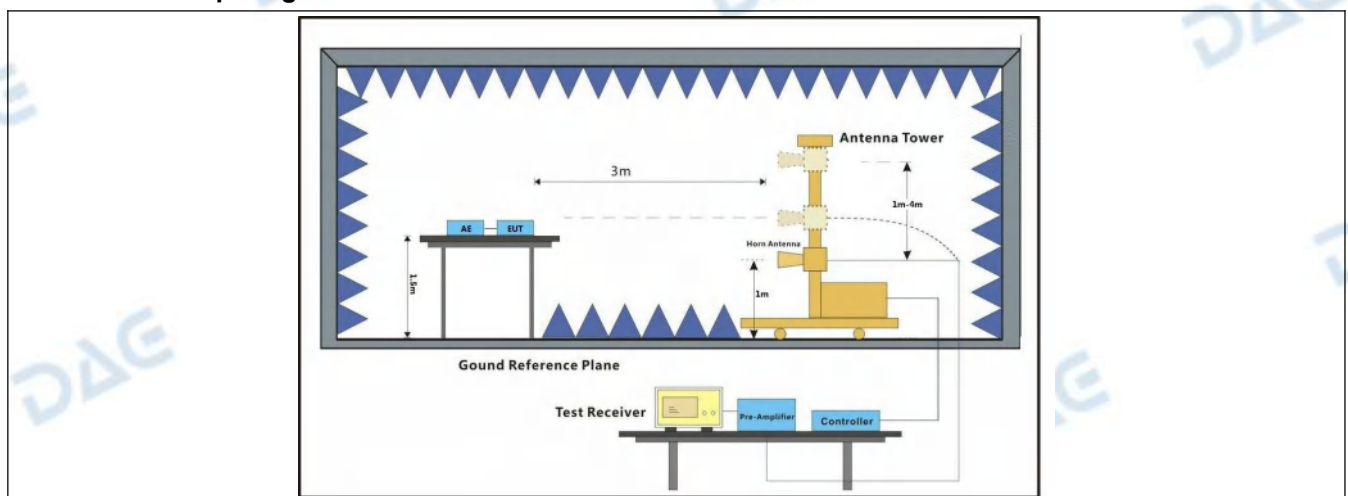 DAG
DAG
Antenna Tower
3m
1m-4m
AE
EUT
Horn Antenna
1.5m
1m
Gound Reference Plane
DAG
Test Receiver
Pre-Amplifier
Controller